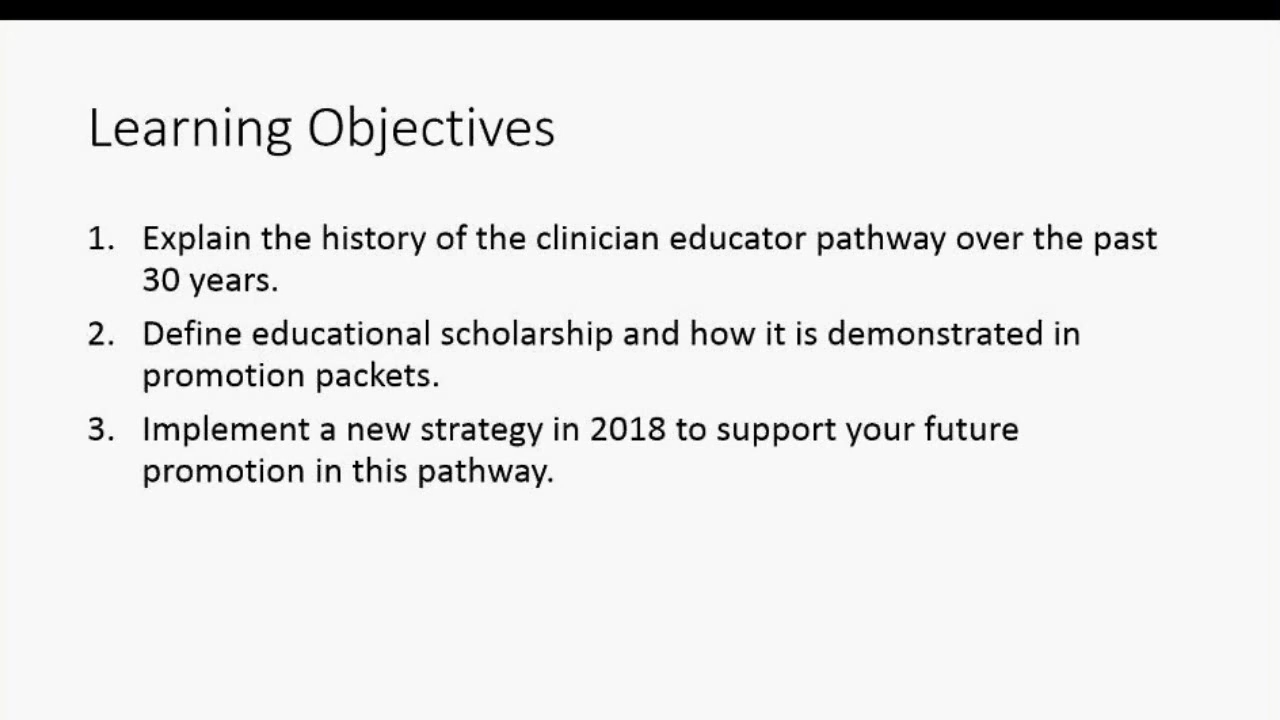 Learning Objectives
1. Explain the history of the clinician educator pathway over the past
30 years.
2. Define educational scholarship and how it is demonstrated in
promotion packets.
3. Implement a new strategy in 2018 to support your future
promotion in this pathway.